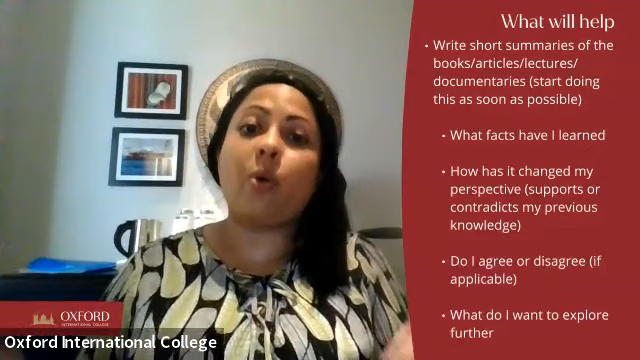 What will help
• Write short summaries of the
books/articles/lectures/
documentaries (start doing
this as soon as possible)
• What facts have I learned
• How has it changed my
perspective (supports or
contradicts my previous
knowledge)
• Do I agree or disagree (if
applicable)
• What do I want to explore
further
OXFORD
INTERNATIONAL COLLEGE
Oxford International College